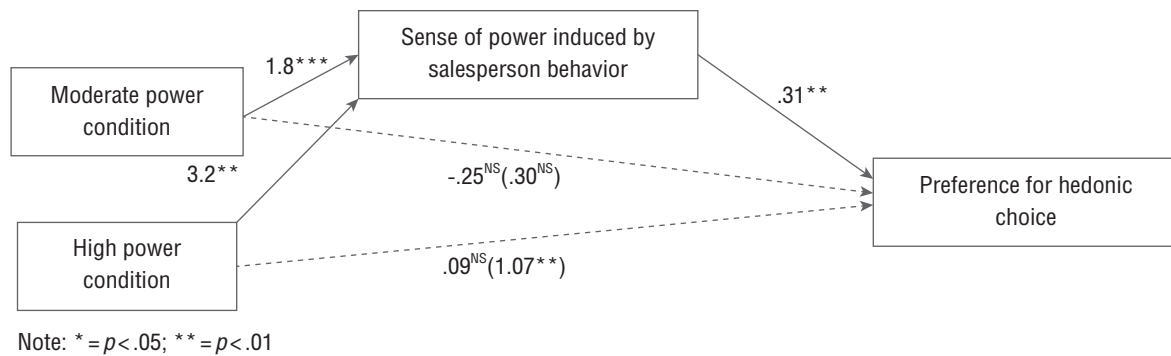 Sense of power induced by
salesperson behavior
1.8***
Moderate power
condition
.31**
3.2**
-.25NS(.30NS)
Preference for hedonic
choice
High power
condition
.09NS(1.07**)
Note: * = p < .05; ** = p < .01